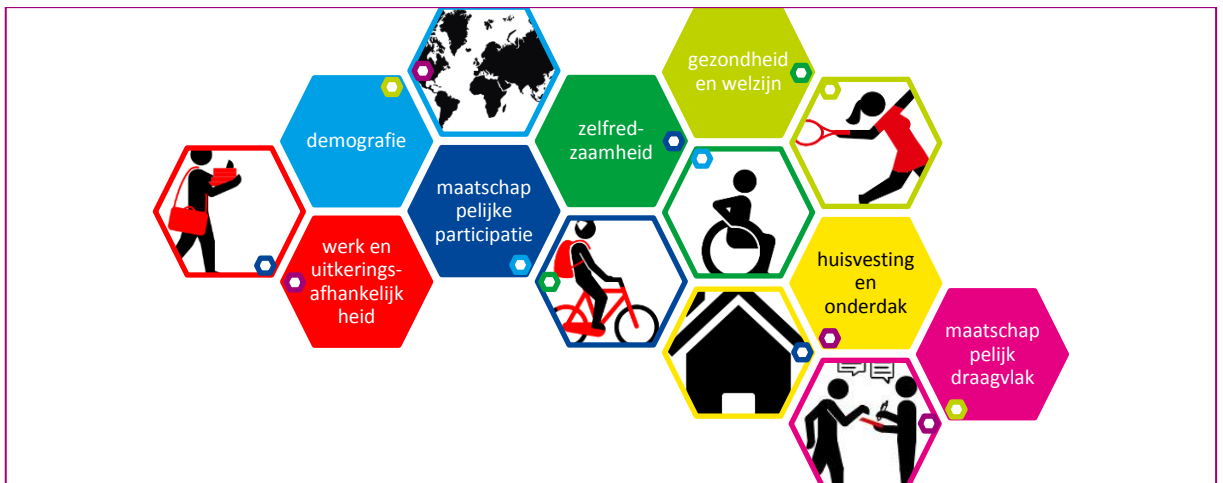 gezondheid
en welzijn
demografie
zelfred-
zaamheid
maatschap
pelijke
participatie
werk en
uitkerings-
afhankelijk
heid
huisvesting
en
onderdak
maatschap
pelijk
draagvlak